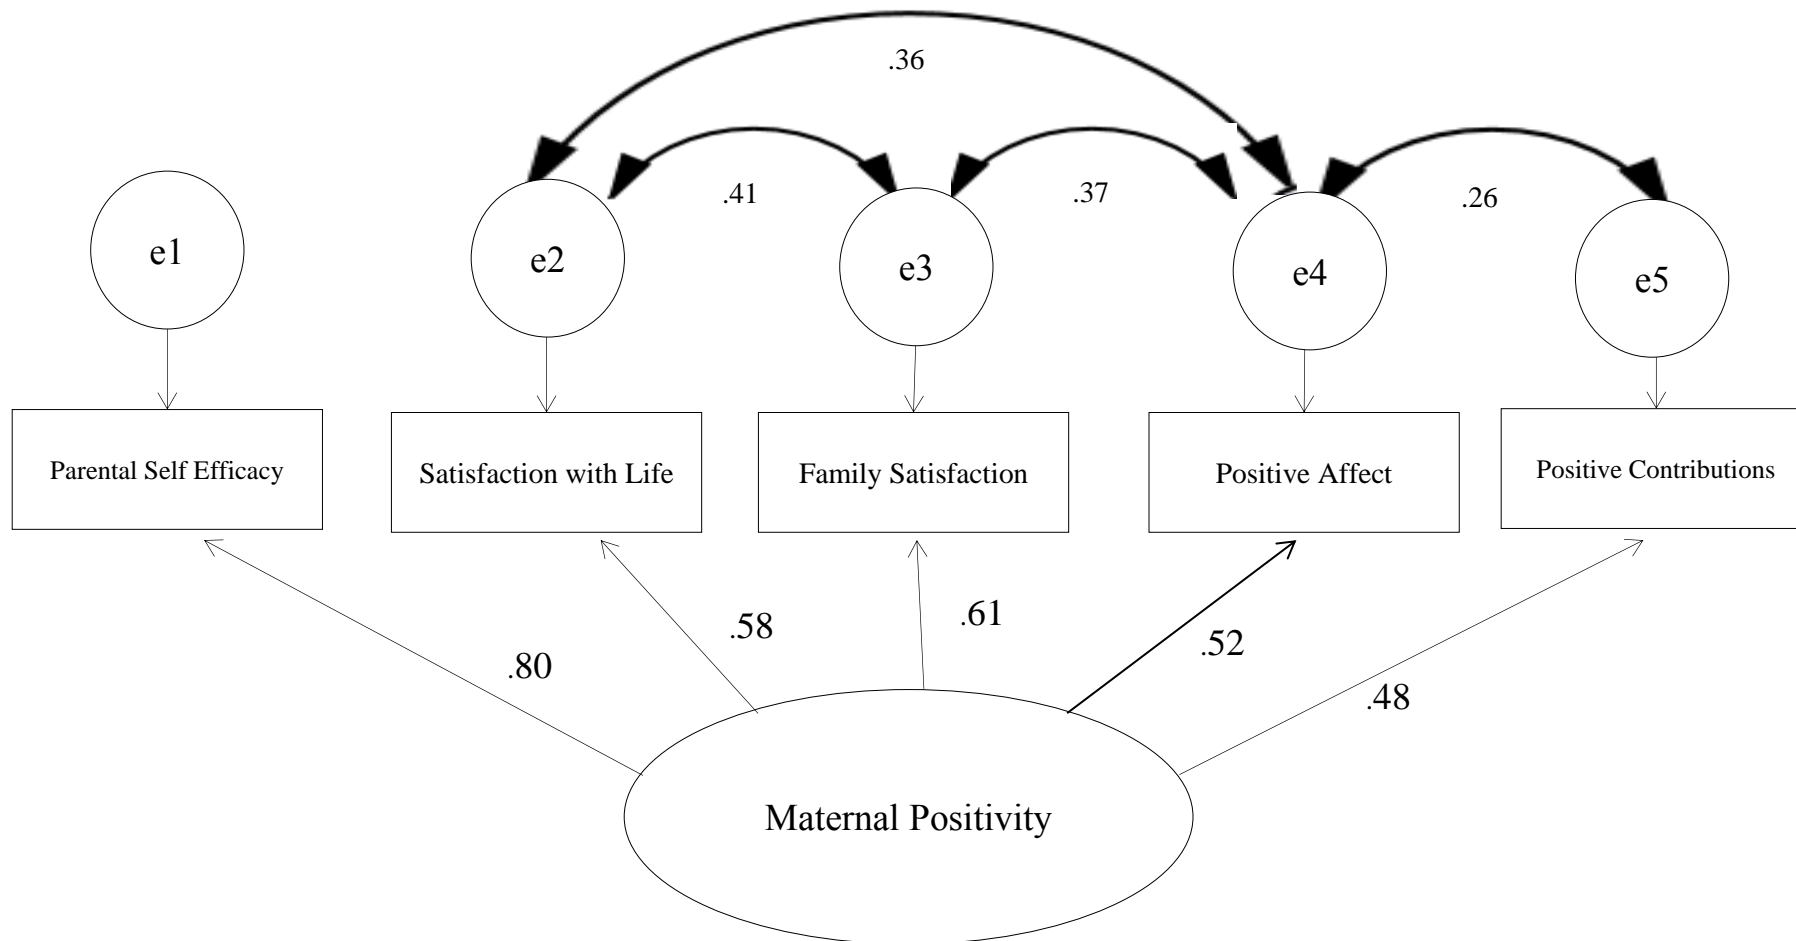 .36
.41
.37
.26
e1
e2
e3
e4
e5
Parental Self Efficacy
Satisfaction with Life
Family Satisfaction
Positive Affect
Positive Contributions
.80
.58
.61
.52
.48
Maternal Positivity